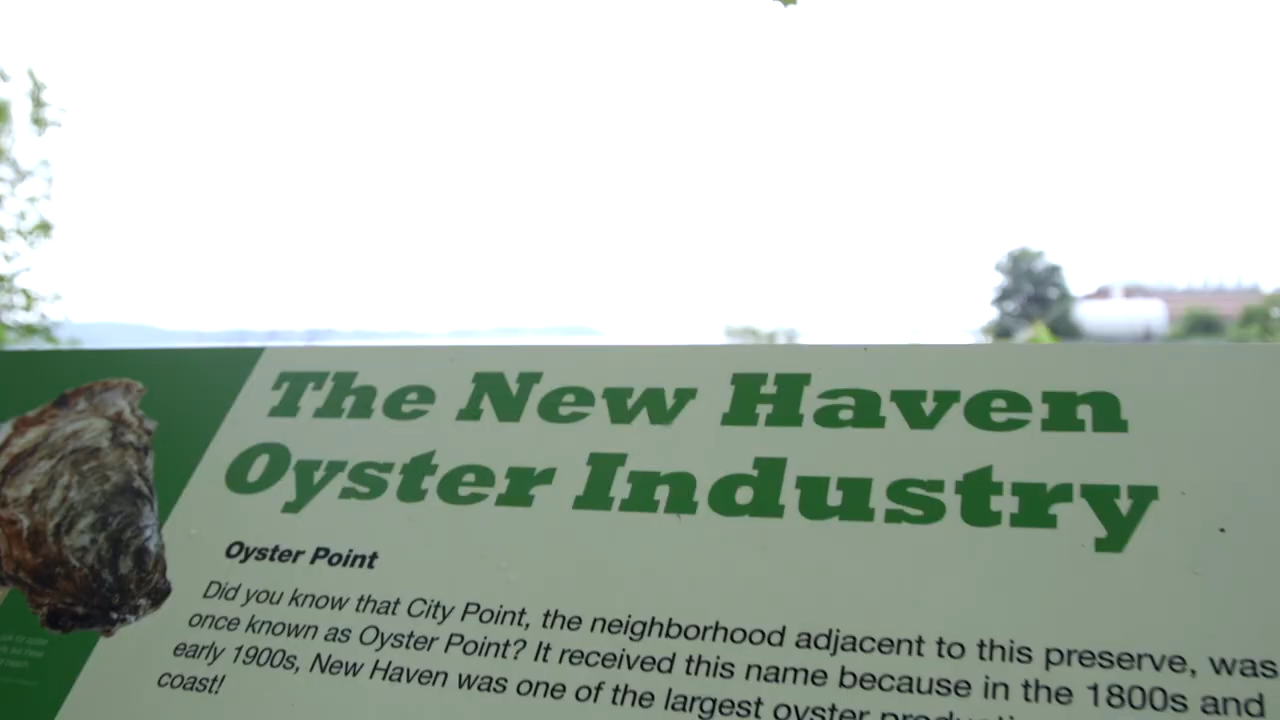 The New Haven
Oyster Industry
Oyster Point
Did you know that City Point, the neighborhood adjacent to this preserve, was
once known as Oyster Point? It received this name because in the 1800s and
early 1900s, New Haven was one of the largest oyster
coast!